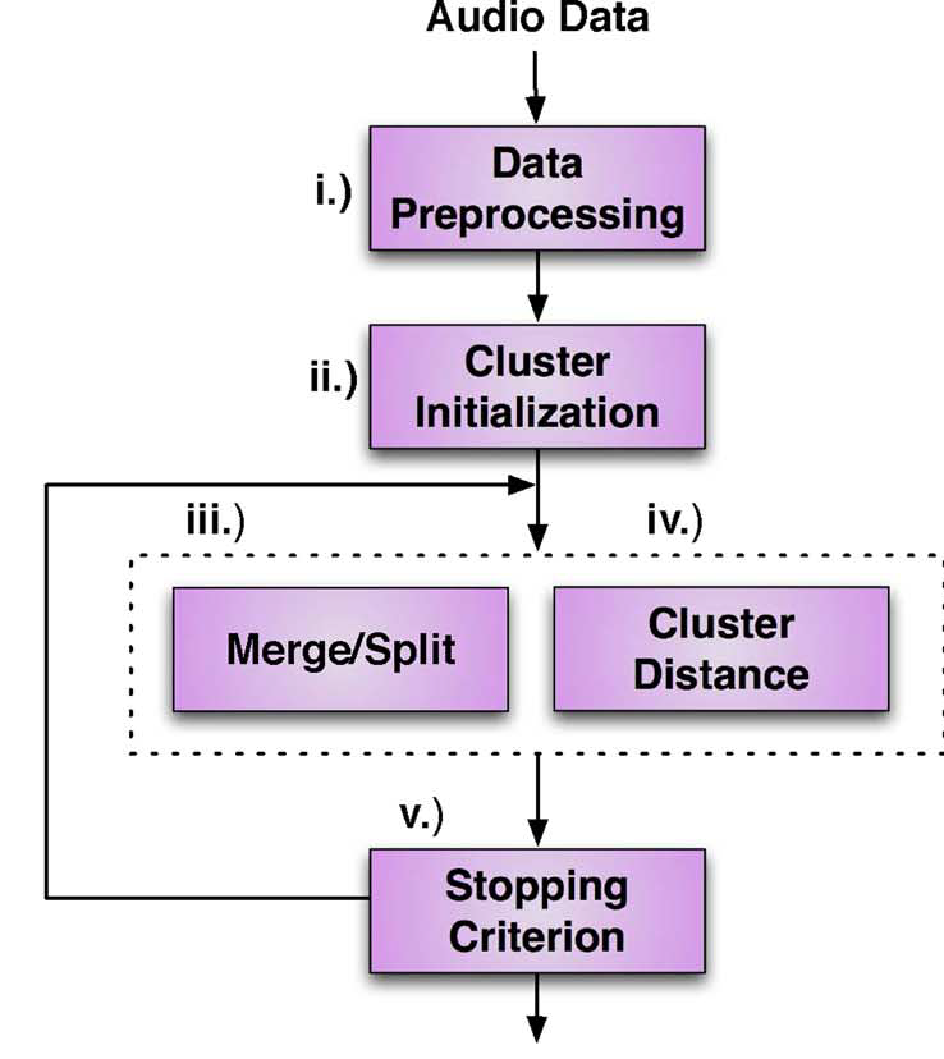 Audio Data
i.)
Data
Preprocessing
ii.)
Cluster
Initialization
iii.)
iv.)
Merge/Split
Cluster
Distance
v.)
Stopping
Criterion